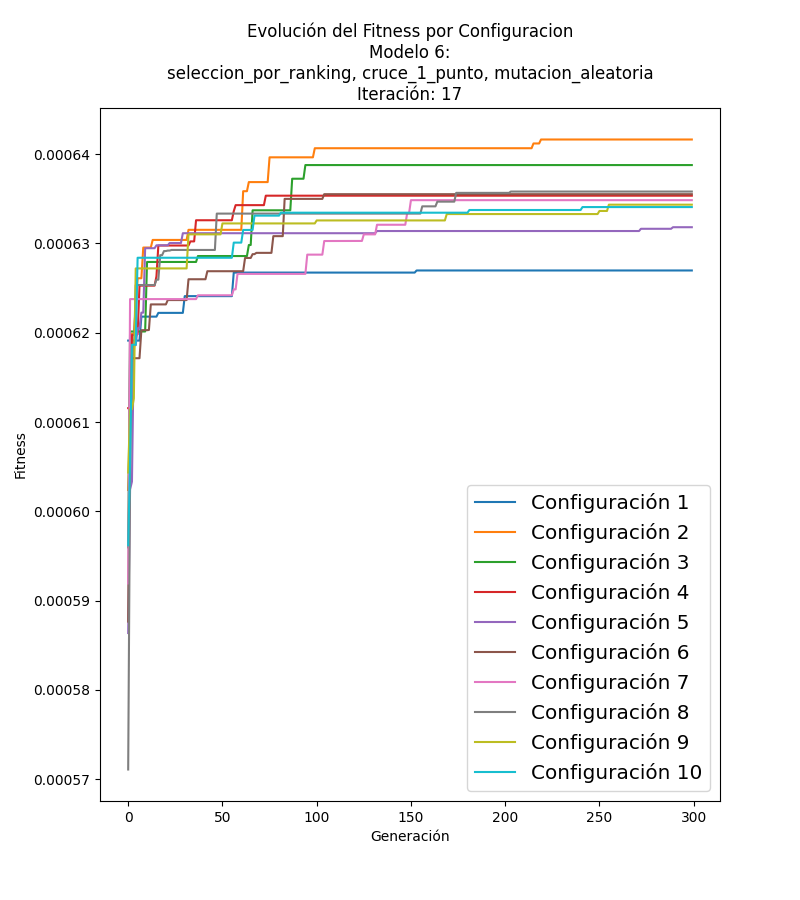 Evolución del Fitness por Configuracion
Modelo 6:
seleccion_por_ranking, cruce_1_punto, mutacion_aleatoria
Iteración: 17
0.00064
0.00063
0.00062
0.00061
0.00060
0.00059
0.00058
0.00057
Fitness
0
50
100
150
200
250
300
Generación
Configuración 1
Configuración 2
Configuración 3
Configuración 4
Configuración 5
Configuración 6
Configuración 7
Configuración 8
Configuración 9
Configuración 10